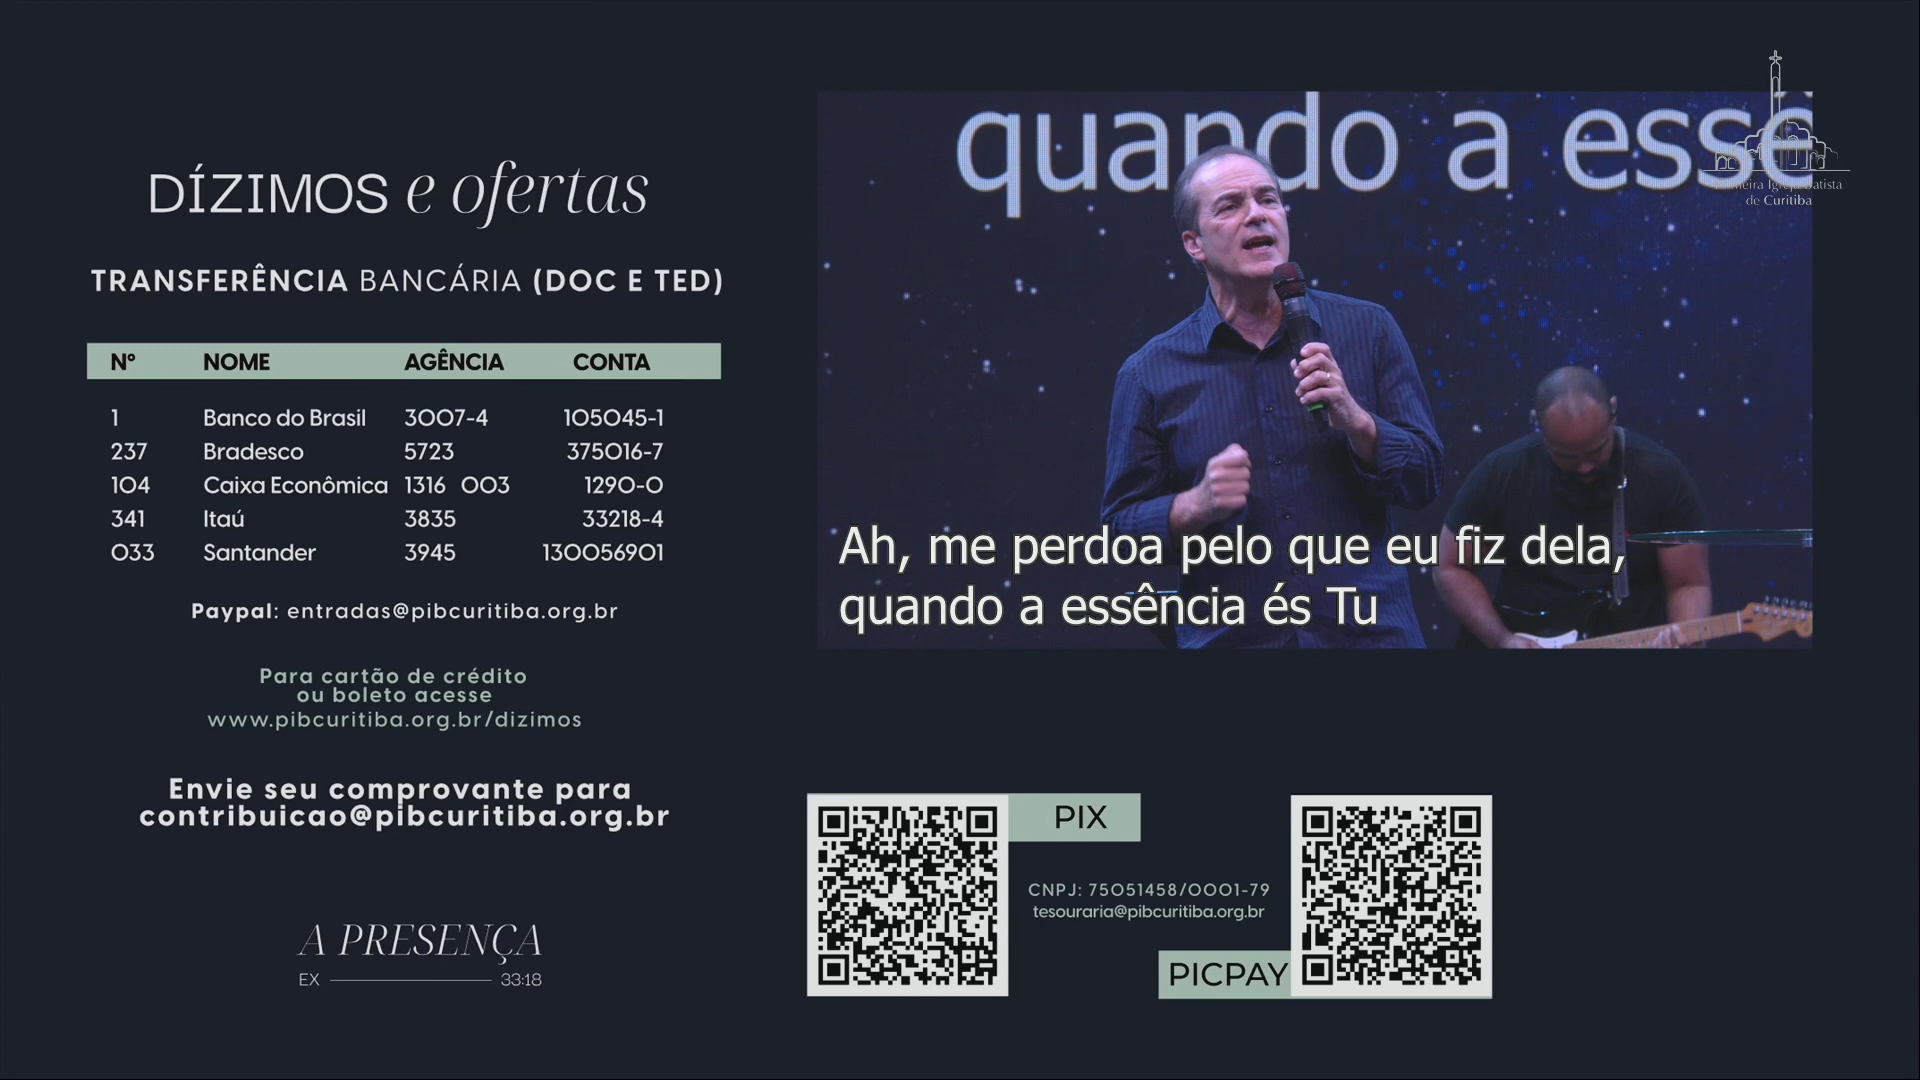 DÍZIMOS e ofertas
TRANSFERÊNCIA BANCÁRIA (DOC E TED)
Nº NOME AGÊNCIA CONTA
1 Banco do Brasil 3007-4 105045-1
237 Bradesco 5723 375016-7
104 Caixa Econômica 1316 003 1290-0
341 Itaú 3835 33218-4
033 Santander 3945 130056901
Paypal: entradas@pibcuritiba.org.br
Para cartão de crédito
ou boleto acesse
www.pibcuritiba.org.br/dizimos
Envie seu comprovante para
contribuicao@pibcuritiba.org.br
A PRESENÇA
EX 33:18
quando a essê
Primeira Igreja Batista
de Curitiba
Ah, me perdoa pelo que eu fiz dela,
quando a essência és Tu
PIX
CNPJ: 75051458/0001-79
tesouraria@pibcuritiba.org.br
PICPAY